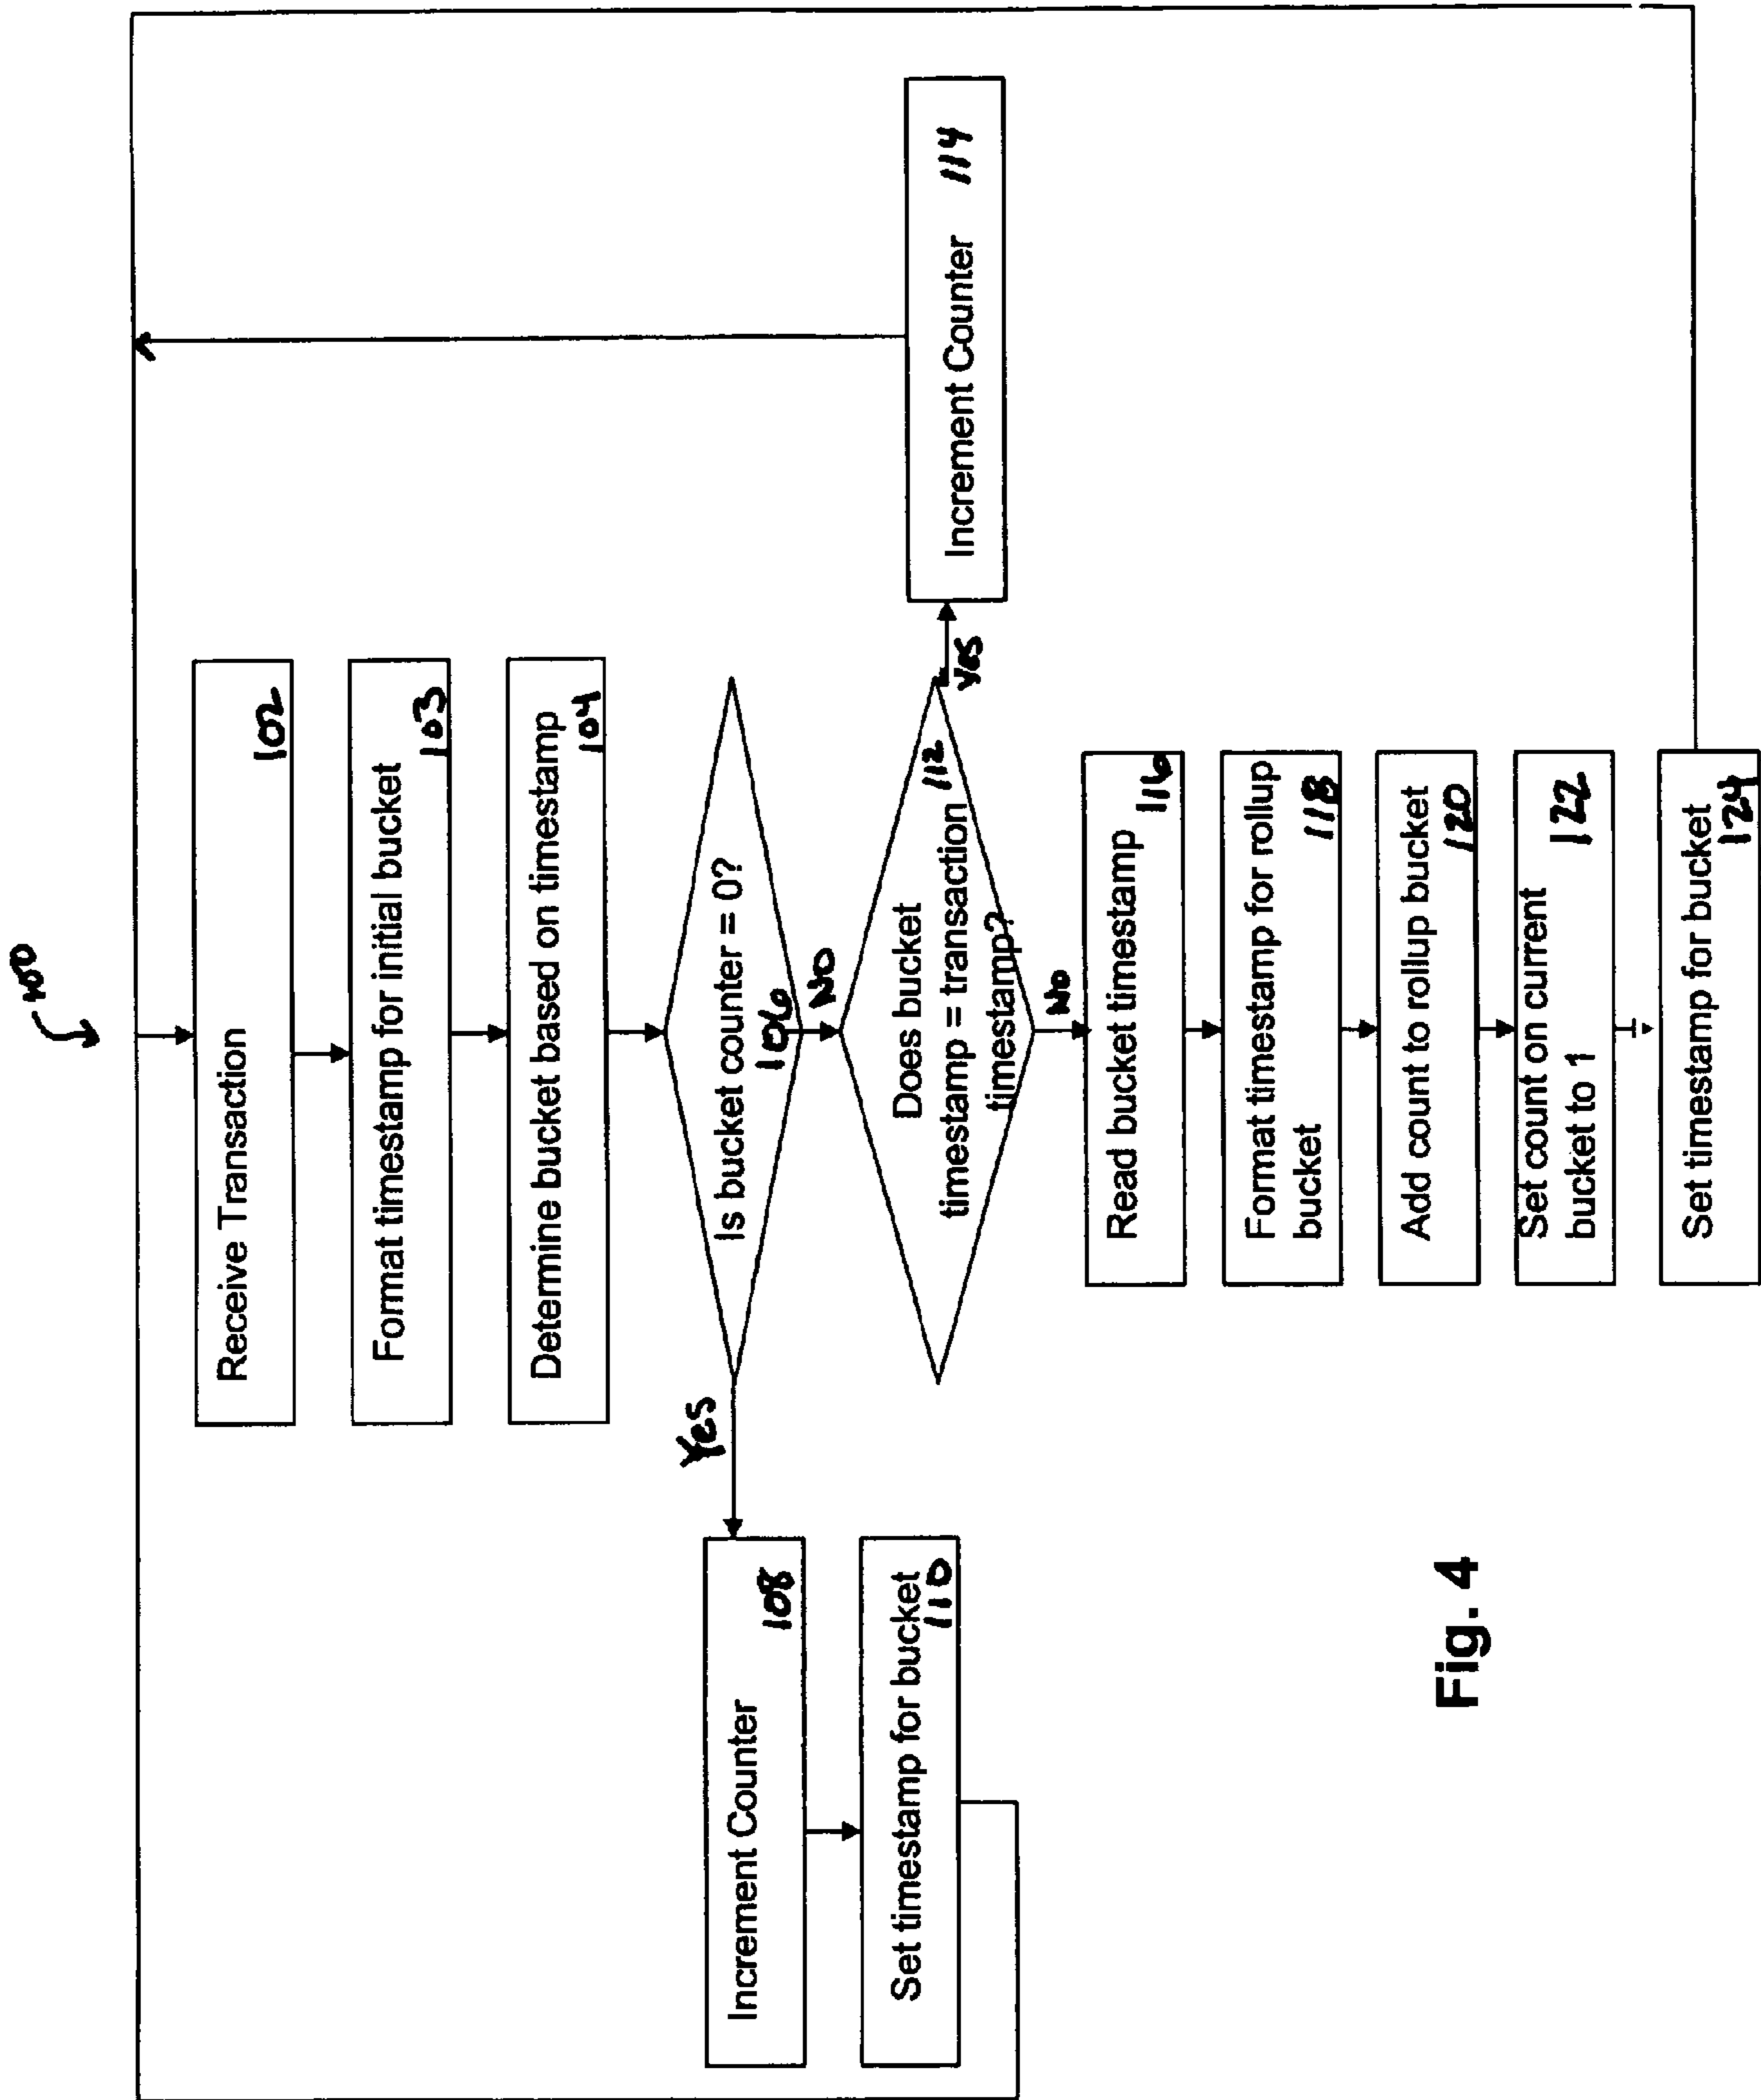 Receive Transaction
102
Format timestamp for initial bucket
103
Determine bucket based on timestamp
104
Is bucket counter = 0?
106
Yes
No
Increment Counter
108
Set timestamp for bucket
110
Does bucket
112
timestamp = transaction
timestamp?
yes
No
Increment Counter 114
Read bucket timestamp
116
Format timestamp for rollup
bucket 118
Add count to rollup bucket
120
Set count on current
bucket to 1 122
Set timestamp for bucket
124
Fig. 4